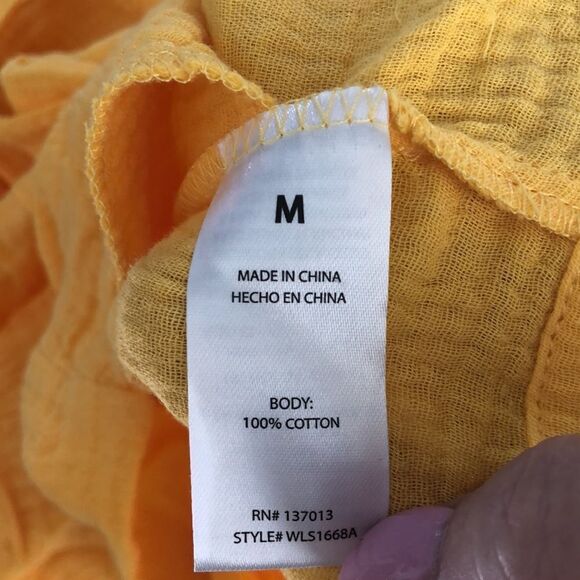 M
MADE IN CHINA
HECHO EN CHINA
BODY:
100% COTTON
RN# 137013
STYLE# WLS1668A